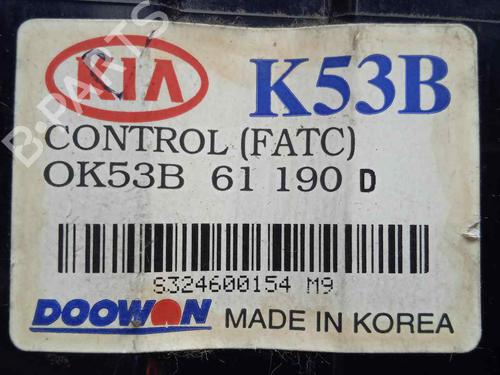 KIA K53B
CONTROL (FATC)
OK53B 61 190 D
S324600154 M9
DOOWON MADE IN KOREA
B-PARTS